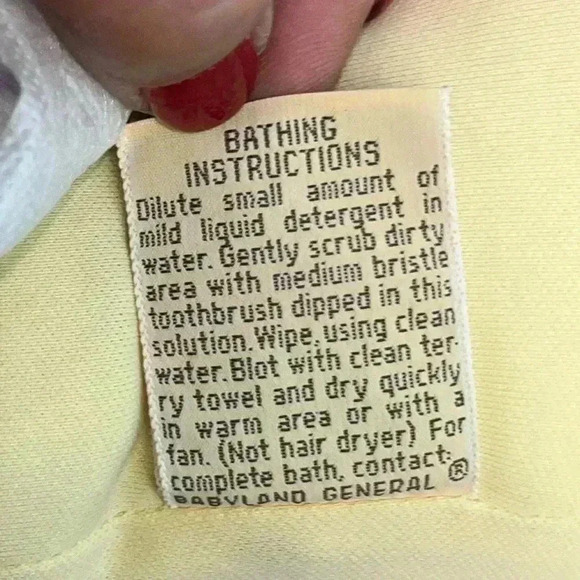 BATHING
INSTRUCTIONS
Dilute small amount of
mild liquid detergent in
water. Gently scrub dirty
area with medium bristle
toothbrush dipped in this
solution. Wipe, using clean
water. Blot with clean ter-
ry towel and dry quickly
in warm area or with a
fan. (Not hair dryer) For
complete bath, contact:
BABYLAND GENERAL ®